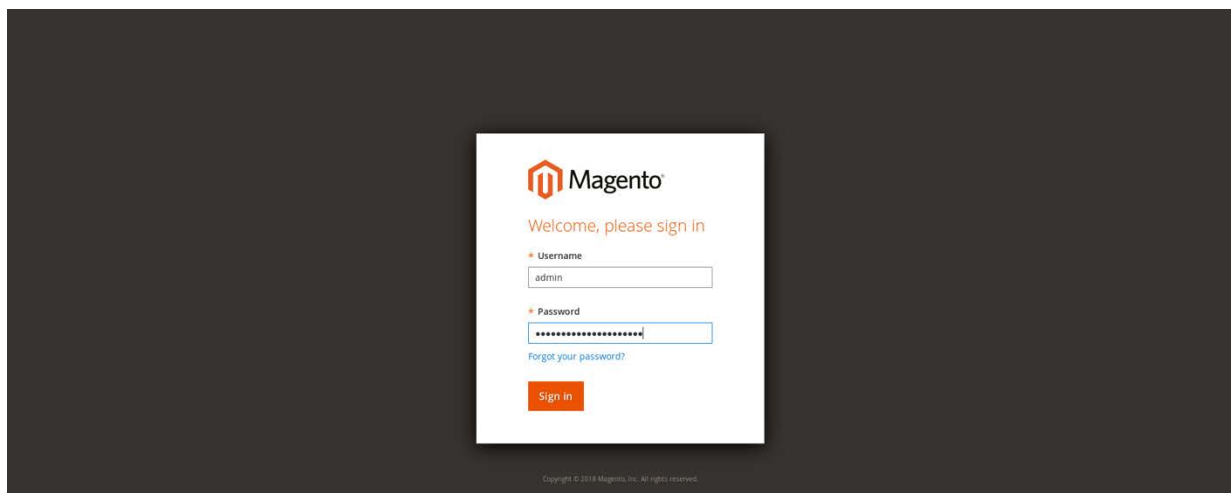 Magento®
Welcome, please sign in
* Username
admin
* Password
•••••••••••••••••••••
Forgot your password?
Sign in
Copyright © 2018 Magento, Inc. All rights reserved.